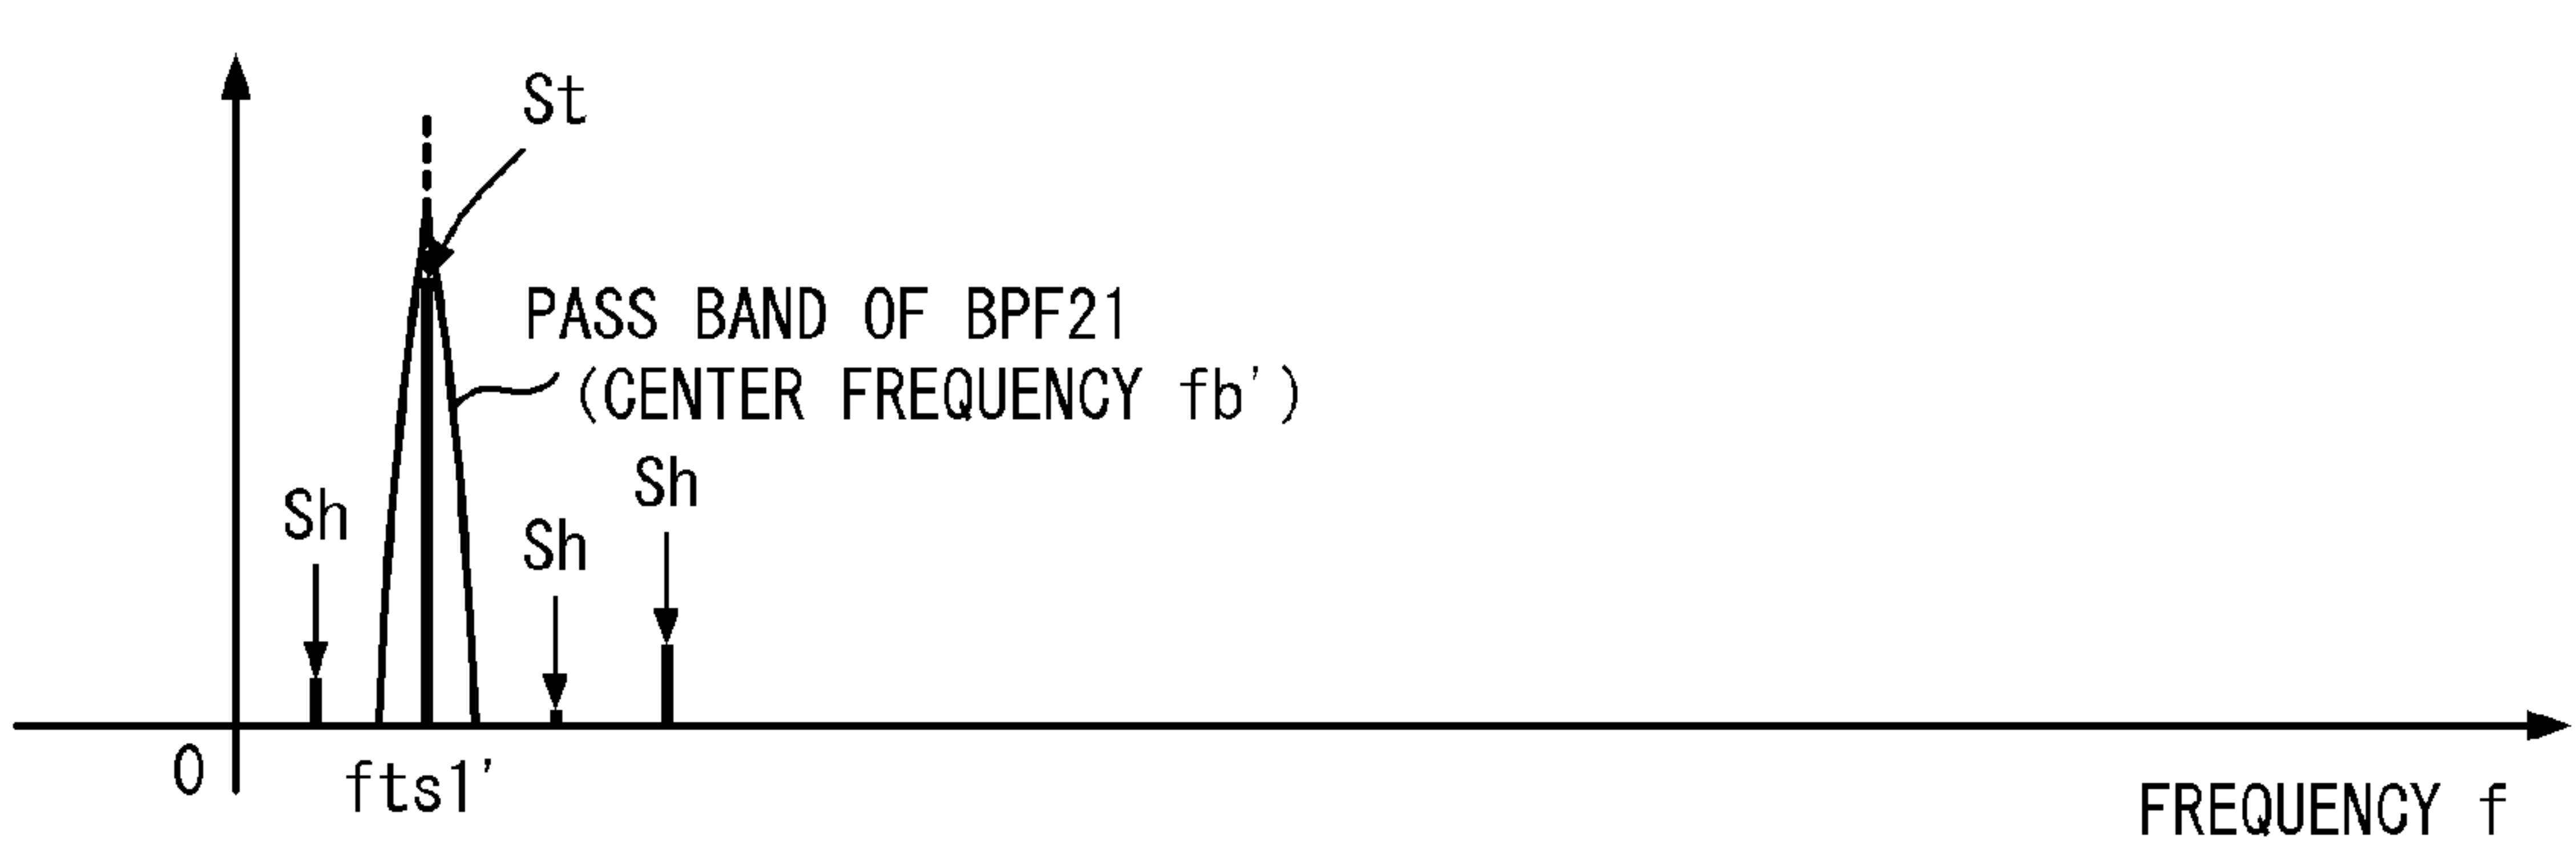 St
PASS BAND OF BPF21
(CENTER FREQUENCY fb')
Sh
Sh
Sh
0
fts1'
FREQUENCY f